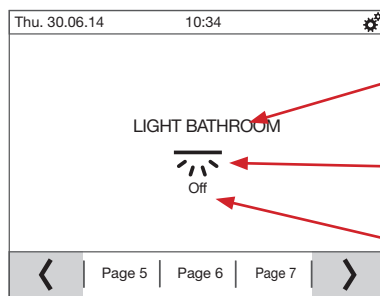 Thu. 30.06.14 10:34
LIGHT BATHROOM
Off
Page 5 Page 6 Page 7